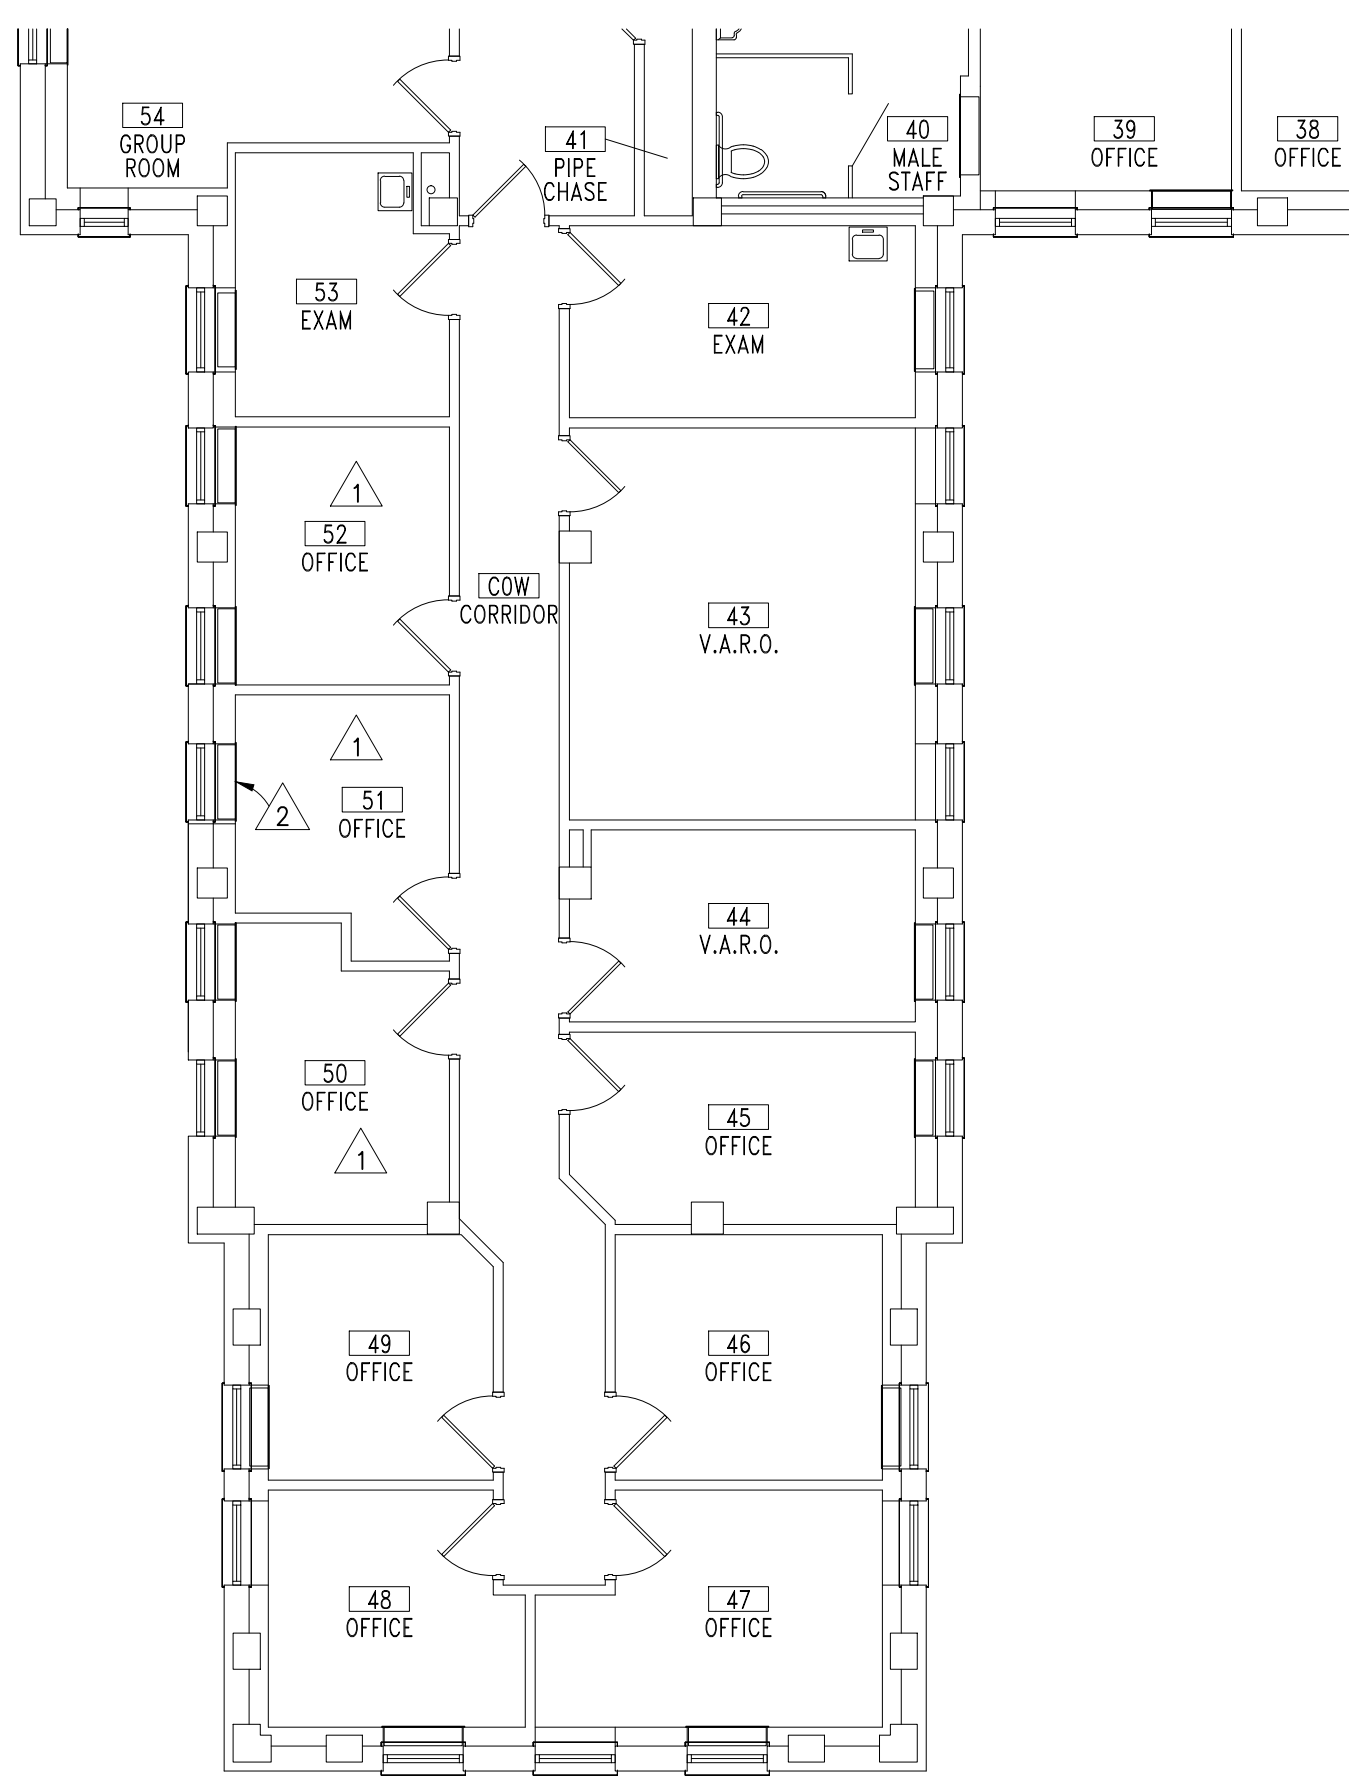 54
GROUP
ROOM
41
PIPE
CHASE
40
MALE
STAFF
39
OFFICE
38
OFFICE
53
EXAM
42
EXAM
1
52
OFFICE
COW
CORRIDOR
43
V.A.R.O.
1
2
51
OFFICE
44
V.A.R.O.
50
OFFICE
1
45
OFFICE
49
OFFICE
46
OFFICE
48
OFFICE
47
OFFICE